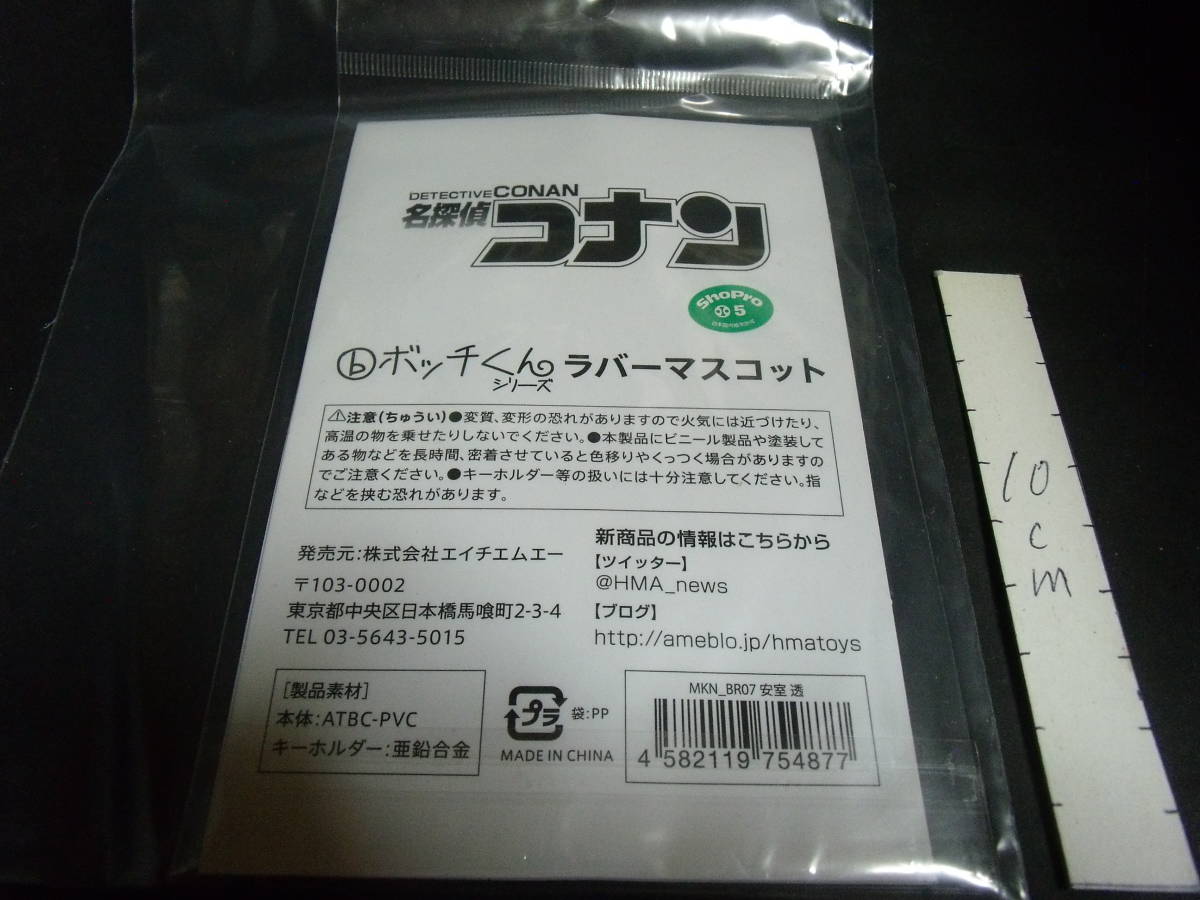 DETECTIVE CONAN
名探偵コナン
ShoPro
5
bボッチくん
シリーズ
ラバーマスコット
⚠注意(ちゅうい)●変質、変形の恐れがありますので火気には近づけたり、
高温の物を乗せたりしないでください。●本製品にビニール製品や塗装して
ある物などを長時間、密着させていると色移りやくっつく場合がありますの
でご注意ください。●キーホルダー等の扱いには十分注意してください。指
などを挟む恐れがあります。
発売元:株式会社エイチエムエー
〒103-0002
東京都中央区日本橋馬喰町2-3-4
TEL 03-5643-5015
新商品の情報はこちらから
【ツイッター】
@HMA_news
【ブログ】
http://ameblo.jp/hmatoys
[製品素材]
本体:ATBC-PVC
キーホルダー:亜鉛合金
プラ
袋:PP
MADE IN CHINA
MKN_BR07 安室 透
4 582119 754877
10
c
m